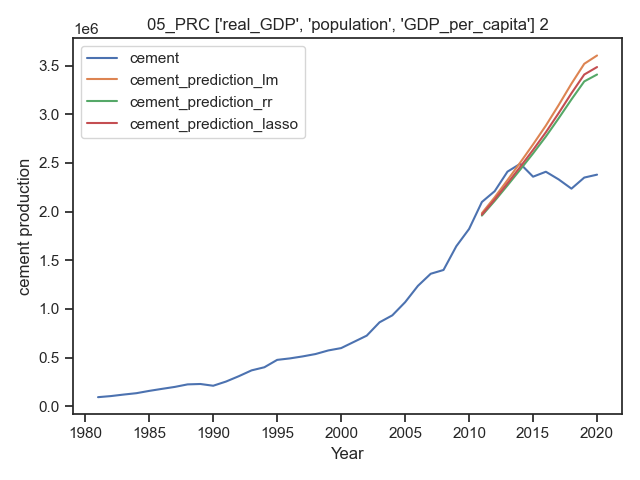 05_PRC ['real_GDP', 'population', 'GDP_per_capita'] 2
1e6
cement
cement_prediction_lm
cement_prediction_rr
cement_prediction_lasso
3.5
3.0
2.5
2.0
1.5
1.0
0.5
0.0
cement production
1980 1985 1990 1995 2000 2005 2010 2015 2020
Year